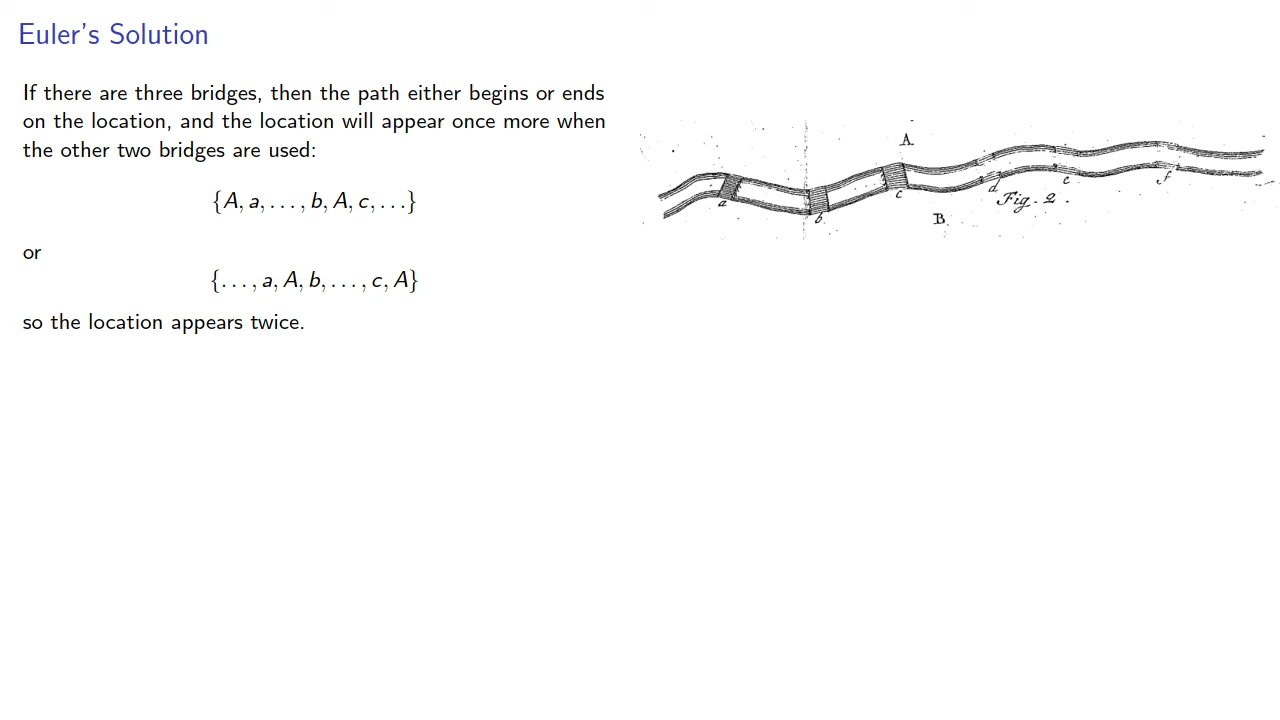 Euler's Solution
If there are three bridges, then the path either begins or ends
on the location, and the location will appear once more when
the other two bridges are used:
{A, a, . . . , b, A, c, . . .}
or
{. . . , a, A, b, . . . , c, A}
so the location appears twice.
A.
a
b
c
d
e
f
Fig. 2.
B.